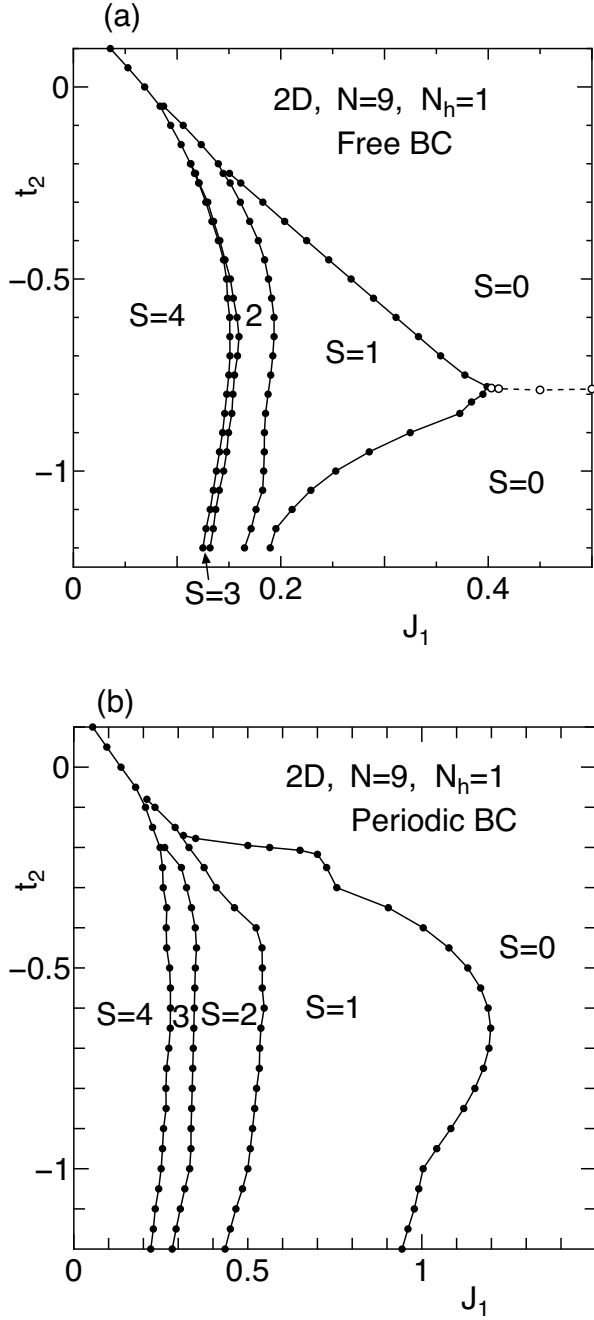 (a)
0
2D, N=9, Nₕ=1
Free BC
t₂
−0.5
S=0
S=4
2
S=1
−1
S=0
S=3
0
0.2
0.4
J₁
(b)
0
2D, N=9, Nₕ=1
Periodic BC
t₂
S=0
−0.5
S=4
3
S=2
S=1
−1
0
0.5
1
J₁